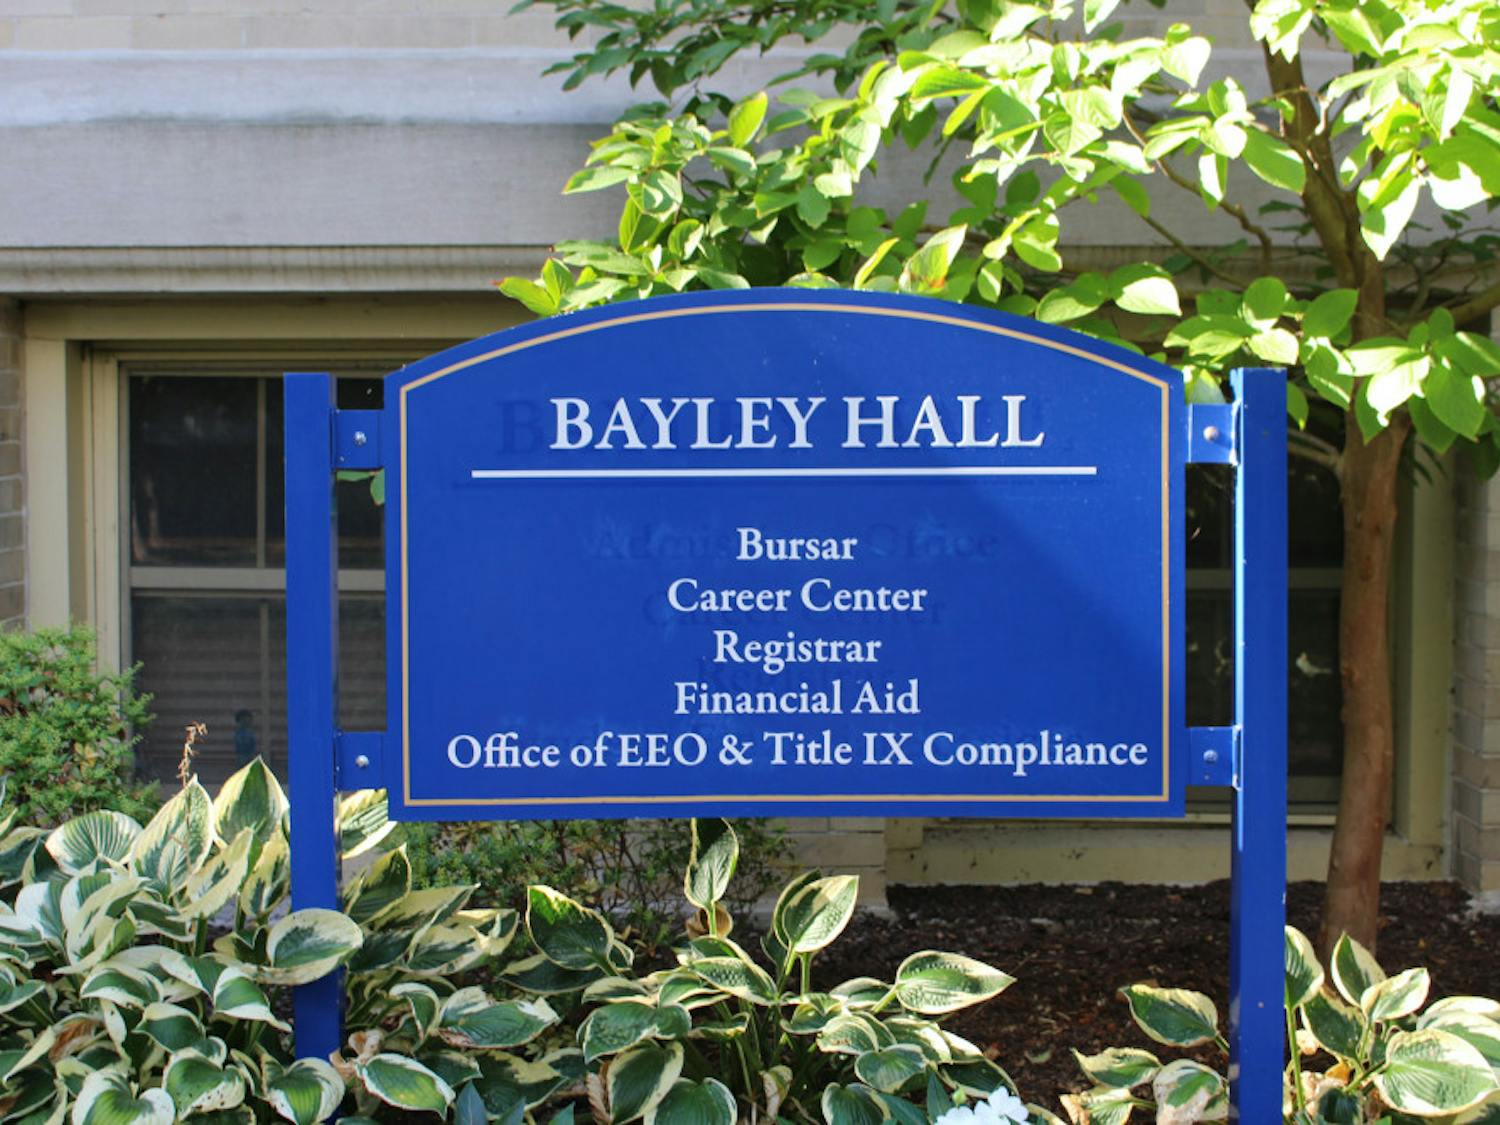 BAYLEY HALL
Bursar
Career Center
Registrar
Financial Aid
Office of EEO & Title IX Compliance